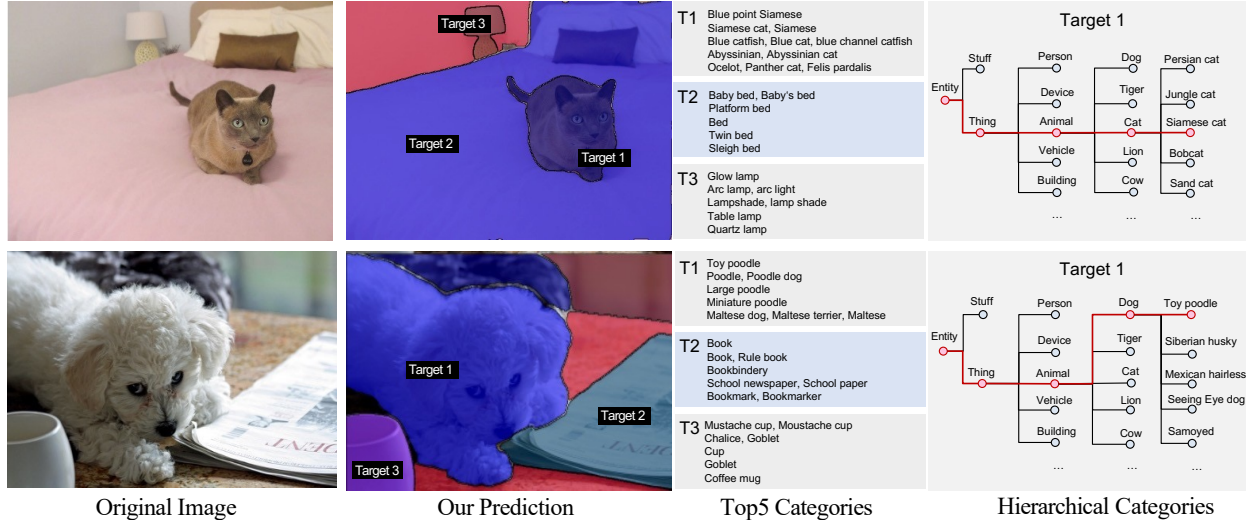 Target 3
Target 2
Target 1
T1
Blue point Siamese
Siamese cat, Siamese
Blue catfish, Blue cat, blue channel catfish
Abyssinian, Abyssinian cat
Ocelot, Panther cat, Felis pardalis
T2
Baby bed, Baby's bed
Platform bed
Bed
Twin bed
Sleigh bed
T3
Glow lamp
Arc lamp, arc light
Lampshade, lamp shade
Table lamp
Quartz lamp
Target 1
Entity
Stuff
Thing
Person
Device
Animal
Vehicle
Building
...
Dog
Tiger
Cat
Lion
Cow
...
Persian cat
Jungle cat
Siamese cat
Bobcat
Sand cat
...
DENT
Target 1
Target 2
Target 3
T1
Toy poodle
Poodle, Poodle dog
Large poodle
Miniature poodle
Maltese dog, Maltese terrier, Maltese
T2
Book
Book, Rule book
Bookbindery
School newspaper, School paper
Bookmark, Bookmarker
T3
Mustache cup, Moustache cup
Chalice, Goblet
Cup
Goblet
Coffee mug
Target 1
Entity
Stuff
Thing
Person
Device
Animal
Vehicle
Building
...
Dog
Tiger
Cat
Lion
Cow
...
Toy poodle
Siberian husky
Mexican hairless
Seeing Eye dog
Samoyed
...
Original Image
Our Prediction
Top5 Categories
Hierarchical Categories